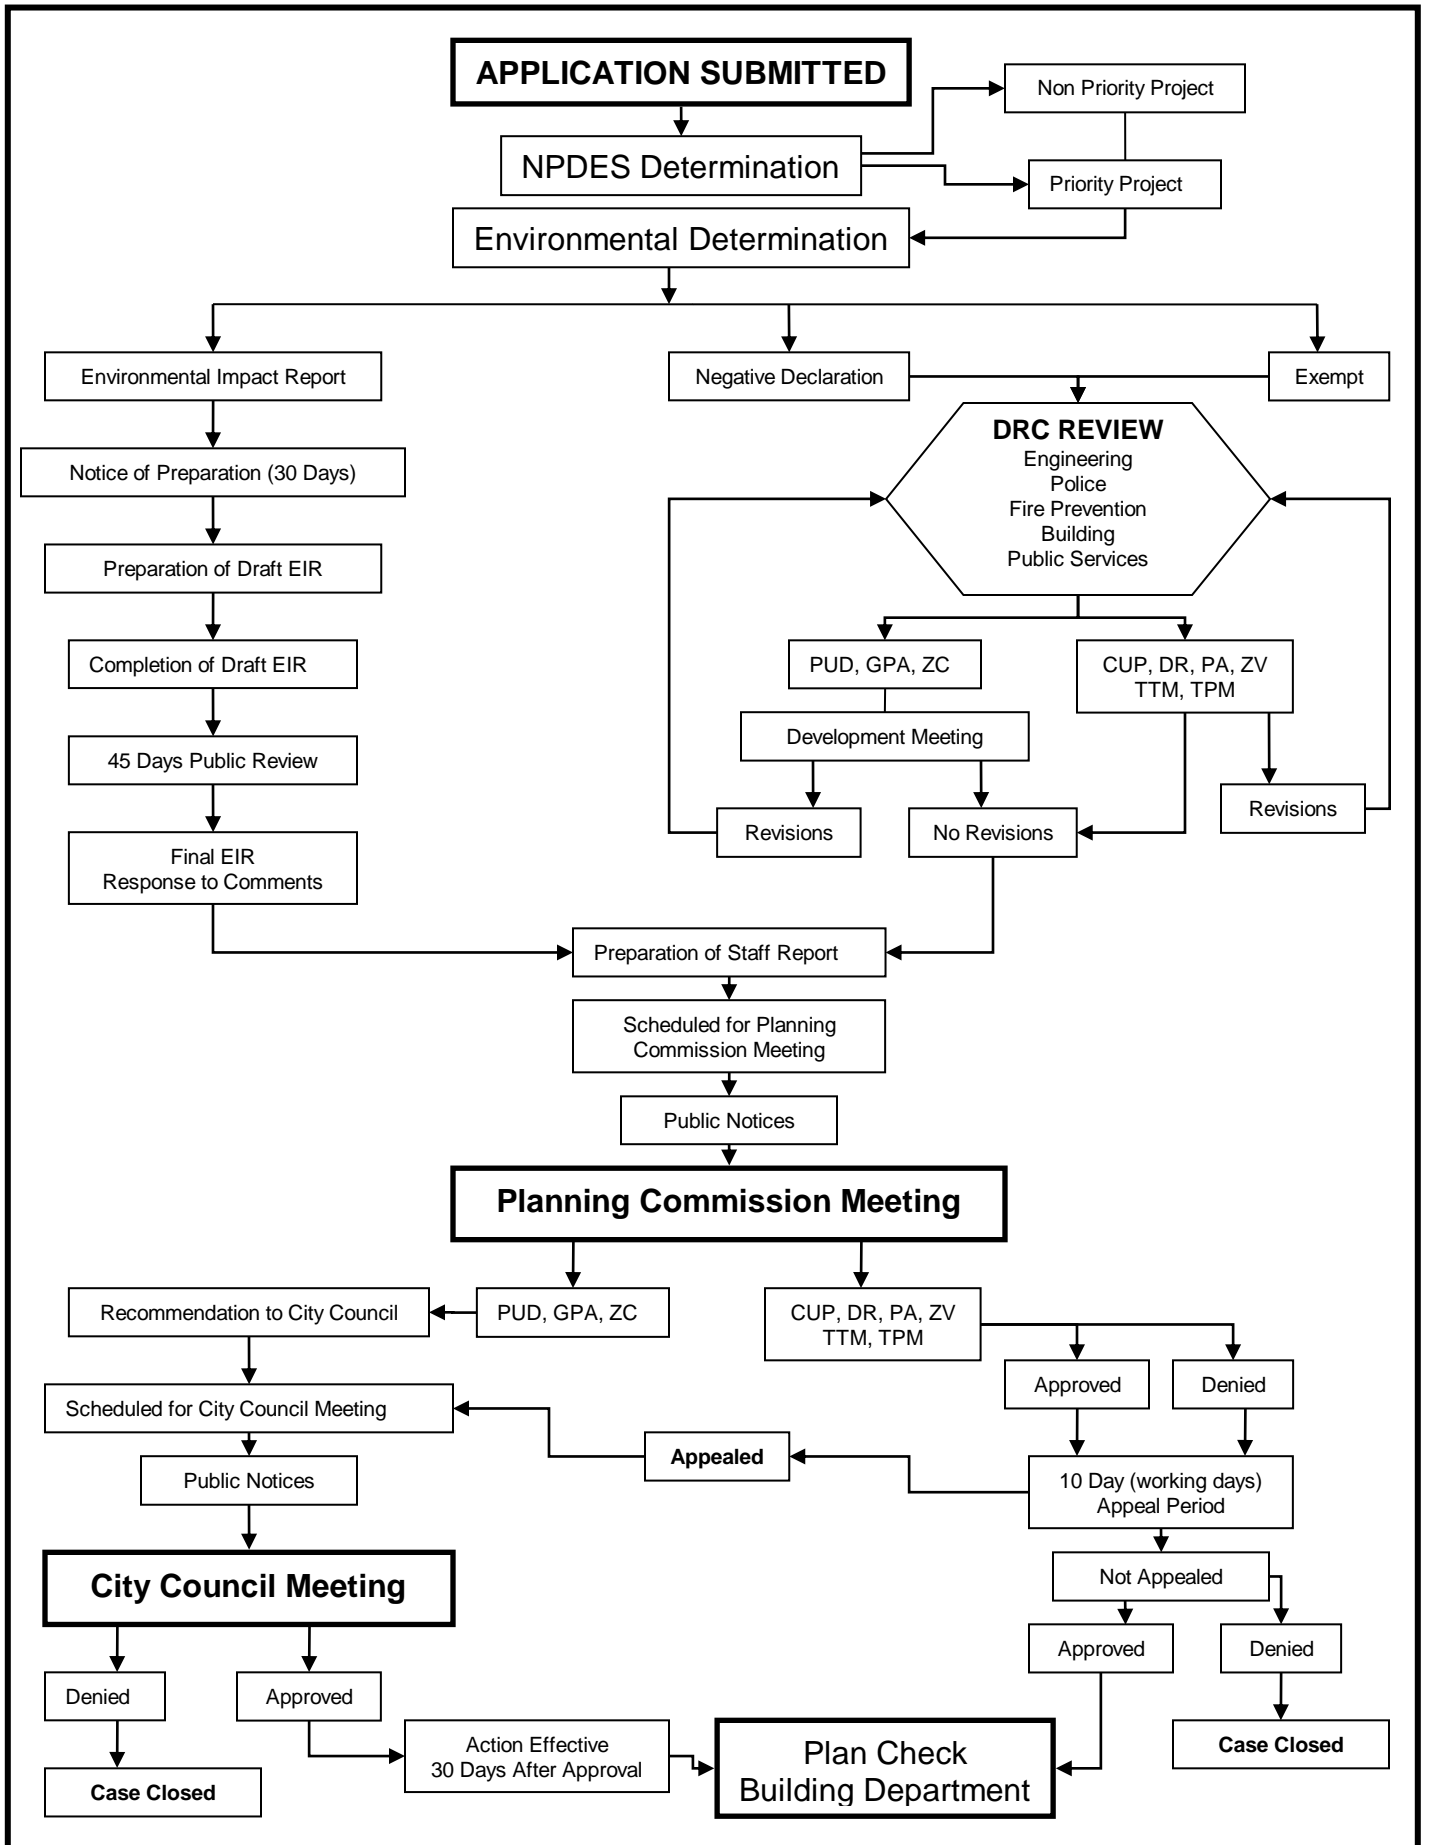 APPLICATION SUBMITTED
Non Priority Project
NPDES Determination
Priority Project
Environmental Determination
Environmental Impact Report
Negative Declaration
Exempt
DRC REVIEW
Engineering
Police
Fire Prevention
Building
Public Services
Notice of Preparation (30 Days)
Preparation of Draft EIR
Completion of Draft EIR
45 Days Public Review
Final EIR
Response to Comments
PUD, GPA, ZC
CUP, DR, PA, ZV
TTM, TPM
Development Meeting
Revisions
No Revisions
Revisions
Preparation of Staff Report
Scheduled for Planning
Commission Meeting
Public Notices
Planning Commission Meeting
Recommendation to City Council
PUD, GPA, ZC
CUP, DR, PA, ZV
TTM, TPM
Approved
Denied
Scheduled for City Council Meeting
Appealed
Public Notices
10 Day (working days)
Appeal Period
City Council Meeting
Not Appealed
Approved
Denied
Denied
Approved
Action Effective
30 Days After Approval
Plan Check
Building Department
Case Closed
Case Closed